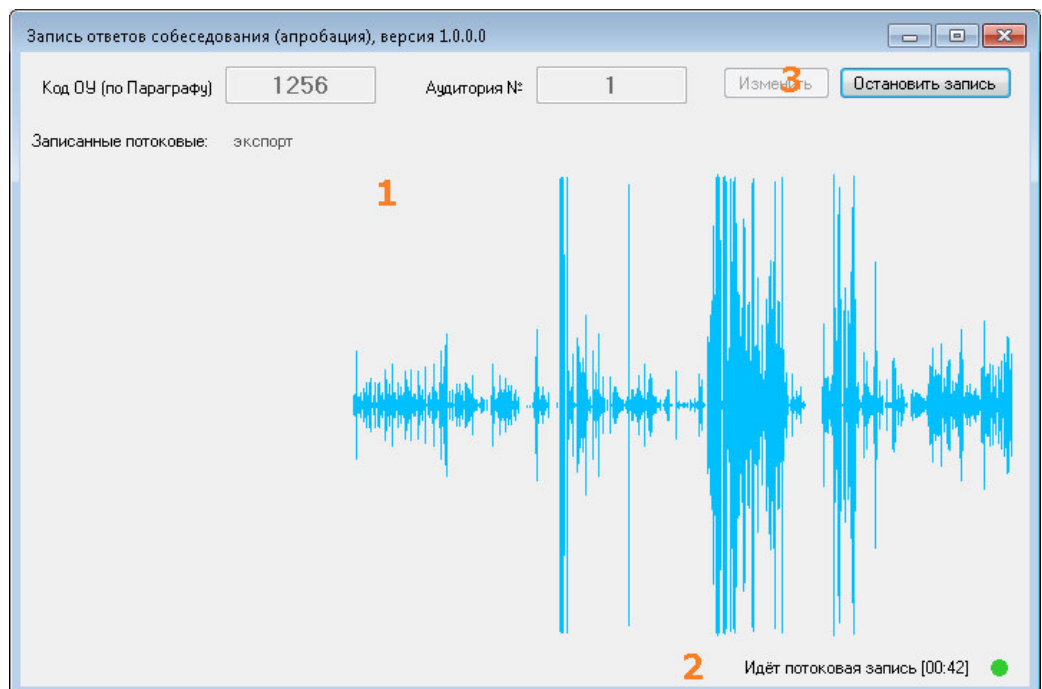 Запись ответов собеседования (апробация), версия 1.0.0.0
Код ОУ (по Параграфу) 1256 Аудитория № 1 Изменить 3 Остановить запись
Записанные потоковые: экспорт
1
2 Идёт потоковая запись [00:42]